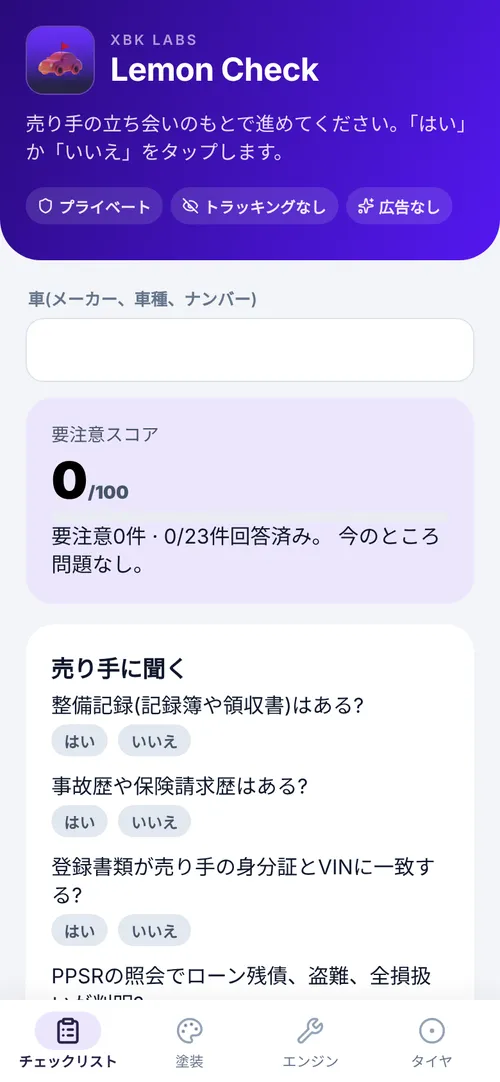 XBK LABS
Lemon Check
売り手の立ち会いのもとで進めてください。「はい」
か「いいえ」をタップします。
プライベート
トラッキングなし
広告なし
車(メーカー、車種、ナンバー)
要注意スコア
0/100
要注意0件 · 0/23件回答済み。 今のところ
問題なし。
売り手に聞く
整備記録(記録簿や領収書)はある?
はい
いいえ
事故歴や保険請求歴はある?
はい
いいえ
登録書類が売り手の身分証とVINに一致す
る?
はい
いいえ
PPSRの照会でローン残債、盗難、全損扱
チェックリスト
塗装
エンジン
タイヤ